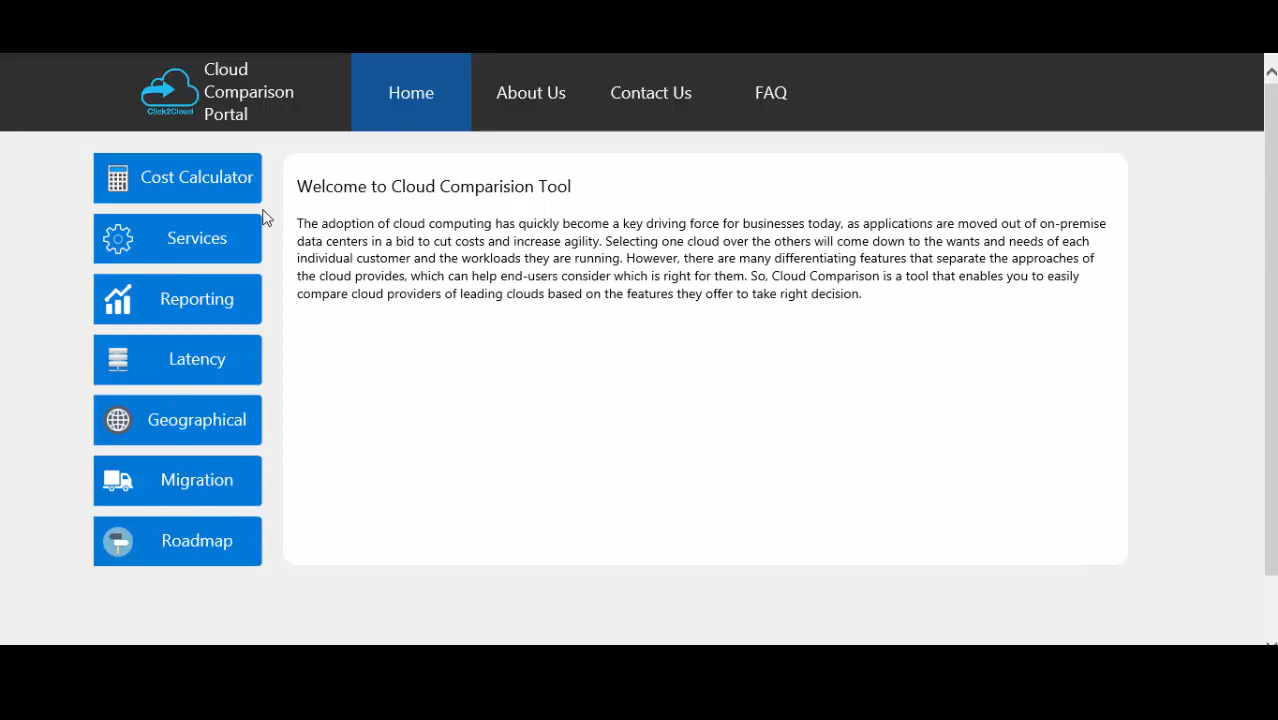 Cloud
Comparison
Portal
Click2Cloud
Home
About Us
Contact Us
FAQ
Cost Calculator
Services
Reporting
Latency
Geographical
Migration
Roadmap
Welcome to Cloud Comparision Tool
The adoption of cloud computing has quickly become a key driving force for businesses today, as applications are moved out of on-premise
data centers in a bid to cut costs and increase agility. Selecting one cloud over the others will come down to the wants and needs of each
individual customer and the workloads they are running. However, there are many differentiating features that separate the approaches of
the cloud provides, which can help end-users consider which is right for them. So, Cloud Comparison is a tool that enables you to easily
compare cloud providers of leading clouds based on the features they offer to take right decision.